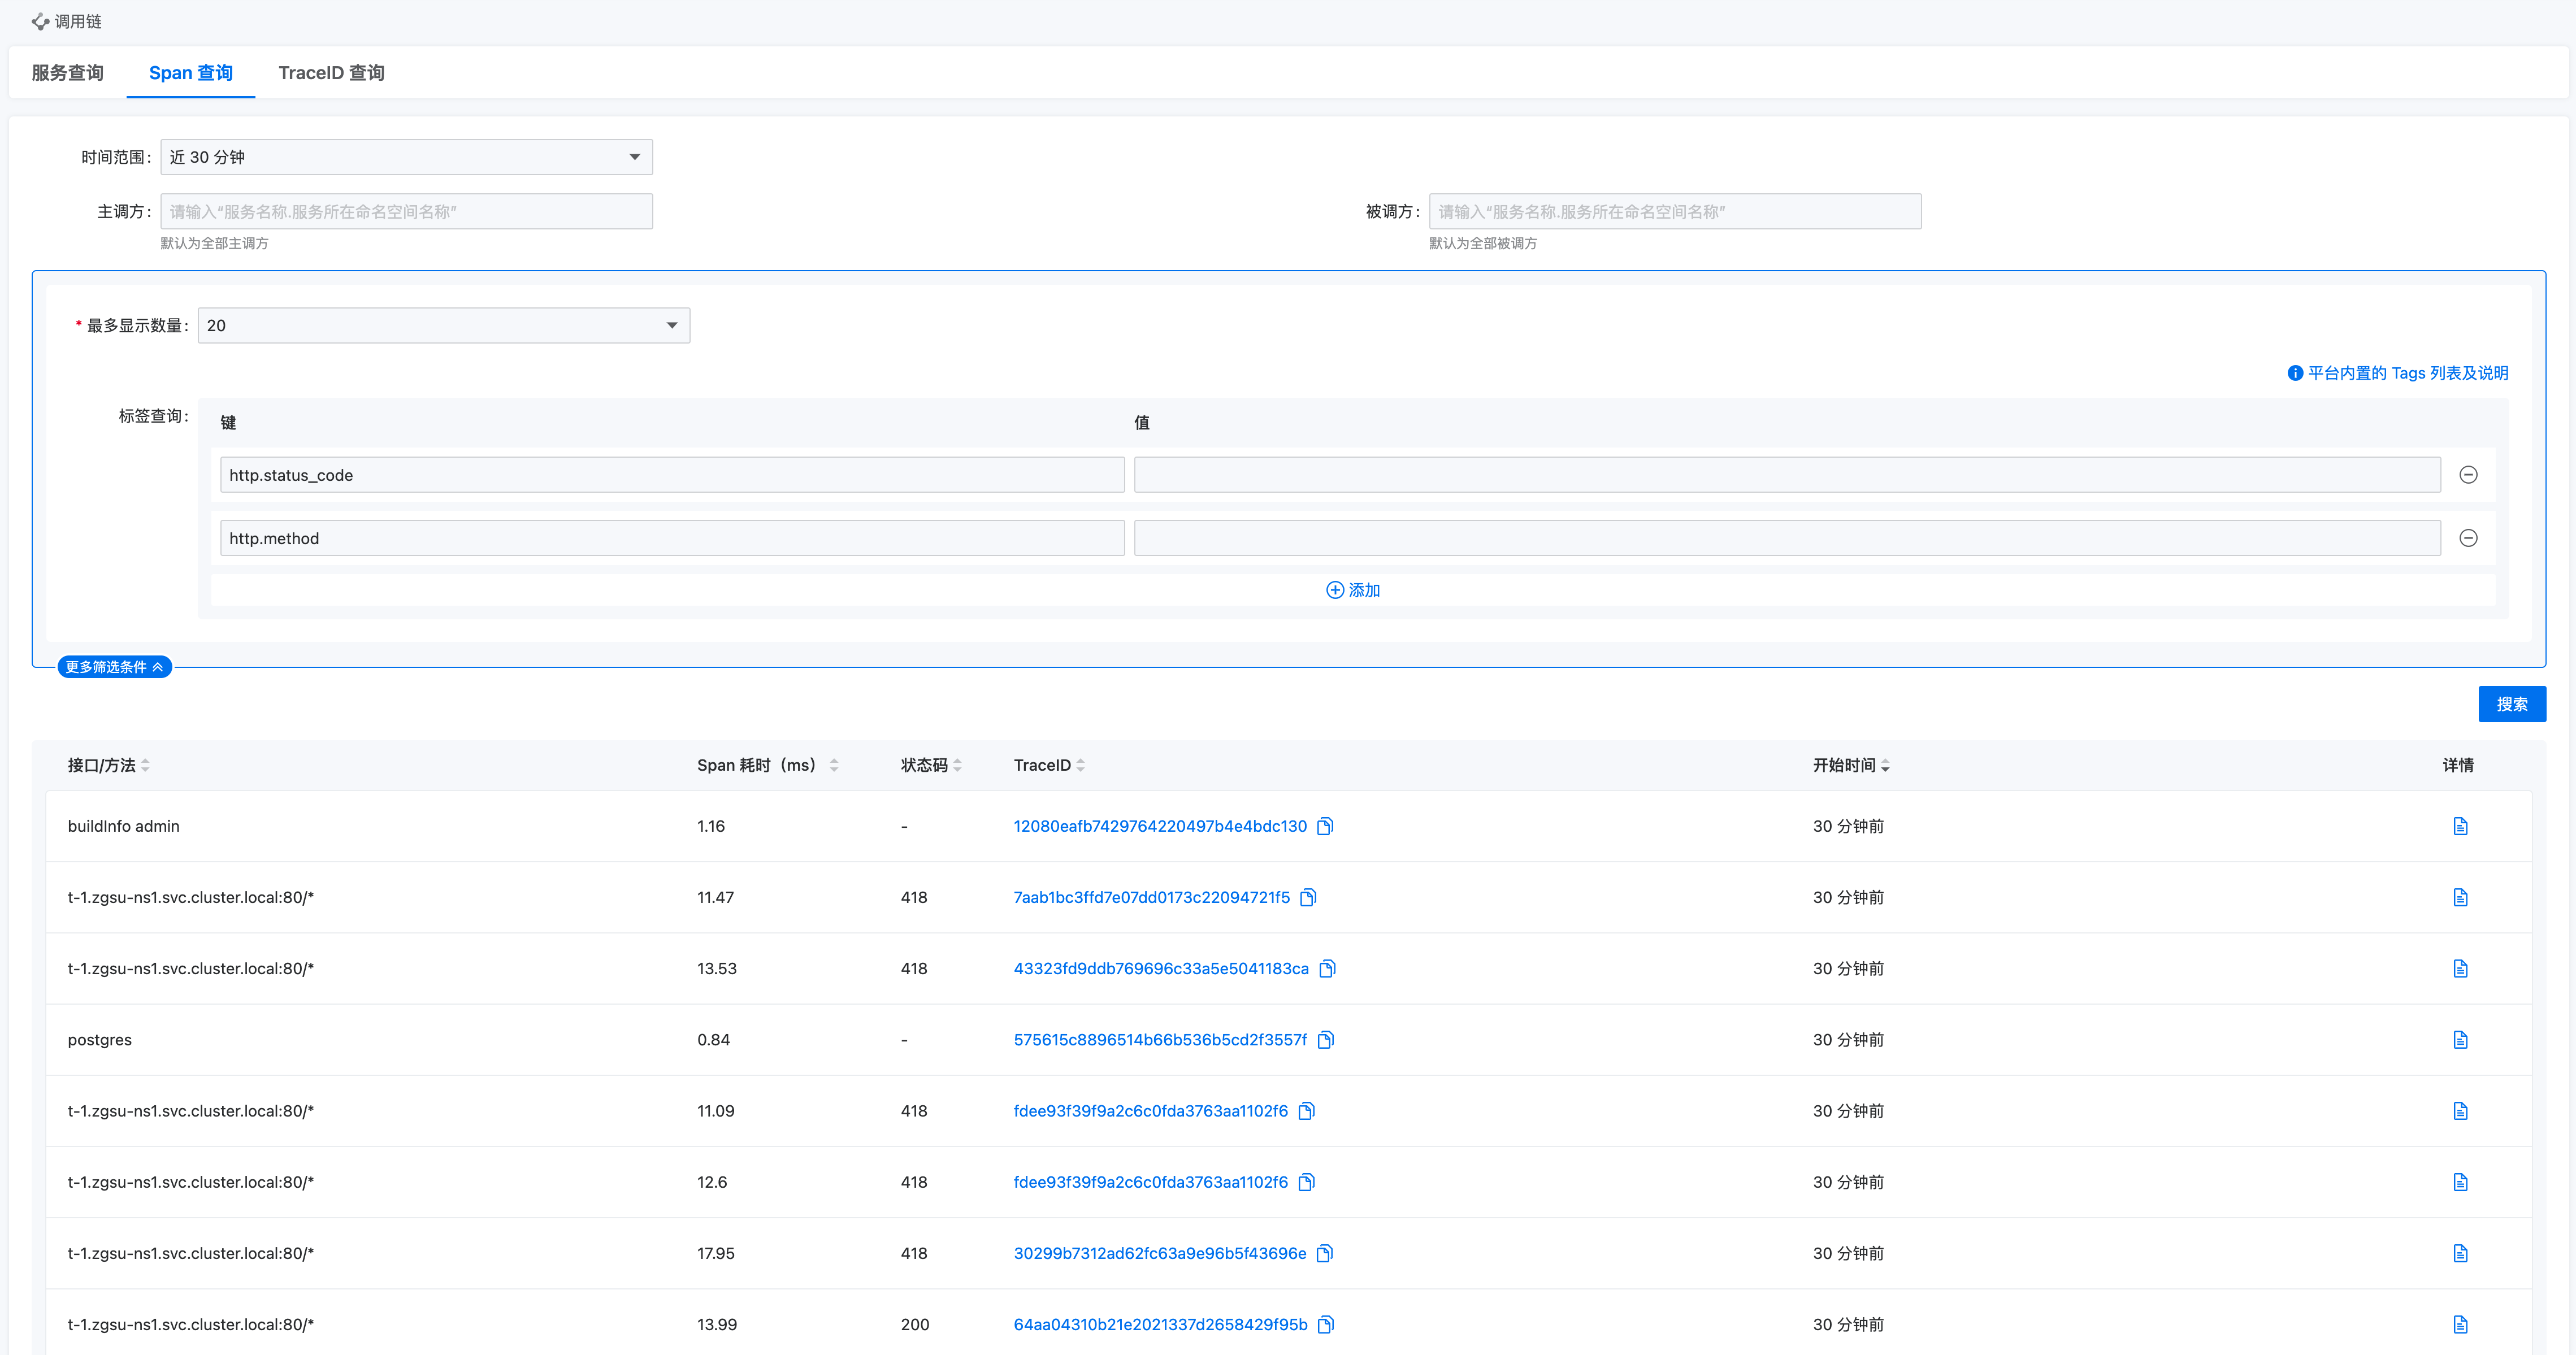 调用链
服务查询 Span 查询 TraceID 查询
时间范围: 近 30 分钟
主调方: 请输入“服务名称.服务所在命名空间名称” 被调方: 请输入“服务名称.服务所在命名空间名称”
默认为全部主调方 默认为全部被调方
* 最多显示数量: 20
平台内置的 Tags 列表及说明
标签查询: 键 值
http.status_code
http.method
添加
更多筛选条件
搜索
接口/方法 Span 耗时（ms） 状态码 TraceID 开始时间 详情
buildInfo admin 1.16 - 12080eafb7429764220497b4e4bdc130 30 分钟前
t-1.zgsu-ns1.svc.cluster.local:80/* 11.47 418 7aab1bc3ffd7e07dd0173c22094721f5 30 分钟前
t-1.zgsu-ns1.svc.cluster.local:80/* 13.53 418 43323fd9ddb769696c33a5e5041183ca 30 分钟前
postgres 0.84 - 575615c8896514b66b536b5cd2f3557f 30 分钟前
t-1.zgsu-ns1.svc.cluster.local:80/* 11.09 418 fdee93f39f9a2c6c0fda3763aa1102f6 30 分钟前
t-1.zgsu-ns1.svc.cluster.local:80/* 12.6 418 fdee93f39f9a2c6c0fda3763aa1102f6 30 分钟前
t-1.zgsu-ns1.svc.cluster.local:80/* 17.95 418 30299b7312ad62fc63a9e96b5f43696e 30 分钟前
t-1.zgsu-ns1.svc.cluster.local:80/* 13.99 200 64aa04310b21e2021337d2658429f95b 30 分钟前